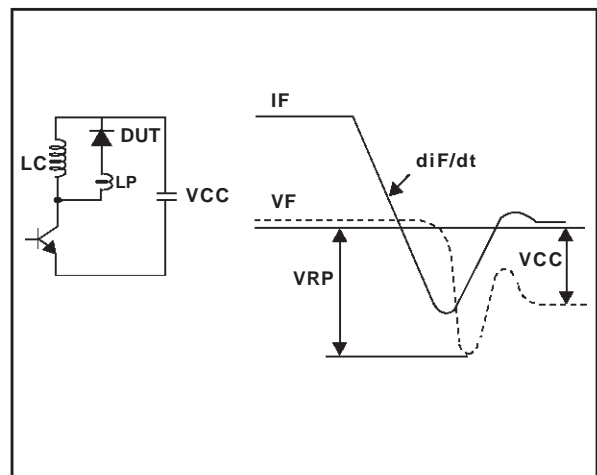 DUT
LC
LP
VCC
IF
diF/dt
VF
VRP
VCC